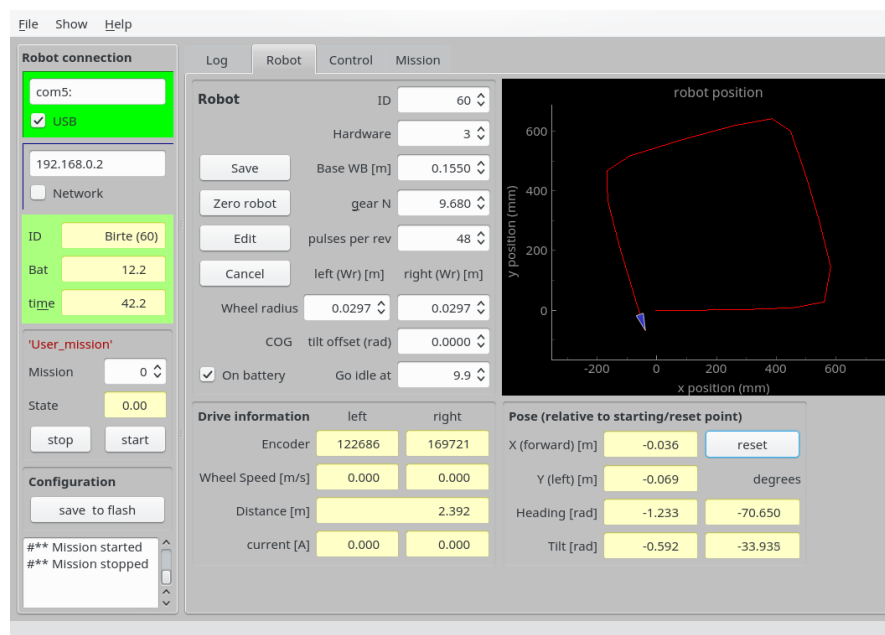 File Show Help
Robot connection
com5:
USB
192.168.0.2
Network
ID Birte (60)
Bat 12.2
time 42.2
'User_mission'
Mission 0
State 0.00
stop start
Configuration
save to flash
#** Mission started
#** Mission stopped
Log Robot Control Mission
Robot ID 60
Hardware 3
Save Base WB [m] 0.1550
Zero robot gear N 9.680
Edit pulses per rev 48
Cancel left (Wr) [m] right (Wr) [m]
Wheel radius 0.0297 0.0297
COG tilt offset (rad) 0.0000
On battery Go idle at 9.9
robot position
y position (mm)
600
400
200
0
-200 0 200 400 600
x position (mm)
Drive information left right
Encoder 122686 169721
Wheel Speed [m/s] 0.000 0.000
Distance [m] 2.392
current [A] 0.000 0.000
Pose (relative to starting/reset point)
X (forward) [m] -0.036 reset
Y (left) [m] -0.069 degrees
Heading [rad] -1.233 -70.650
Tilt [rad] -0.592 -33.935